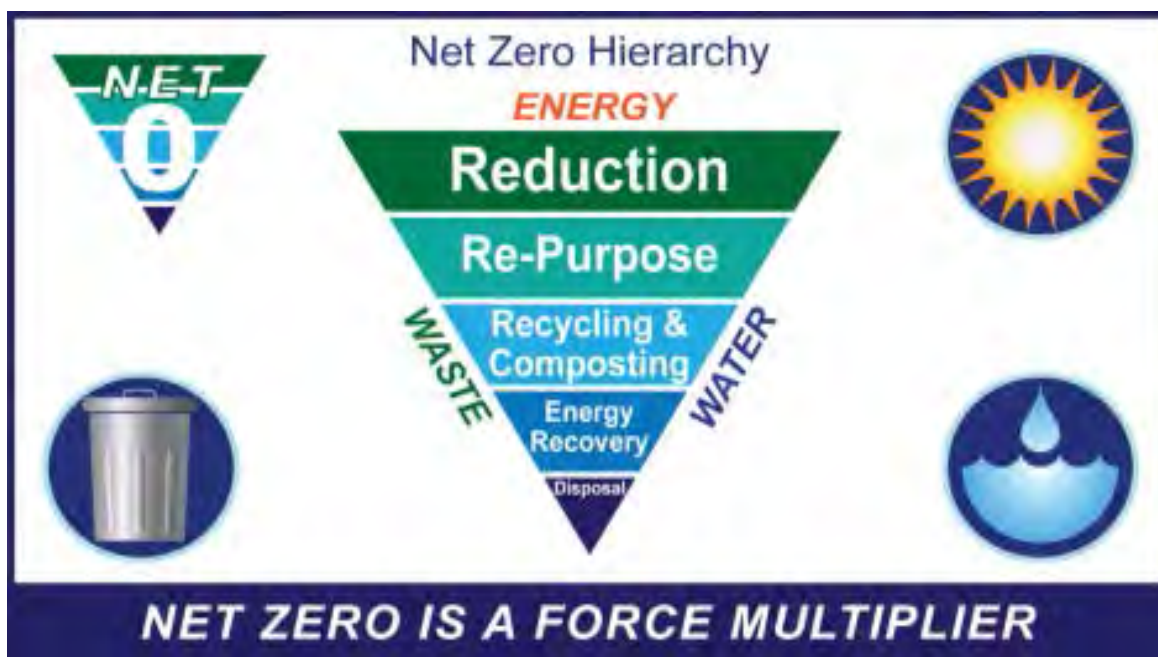 Net Zero Hierarchy
N-E-T
0
ENERGY
Reduction
Re-Purpose
Recycling &
Composting
WASTE
WATER
Energy
Recovery
Disposal
NET ZERO IS A FORCE MULTIPLIER